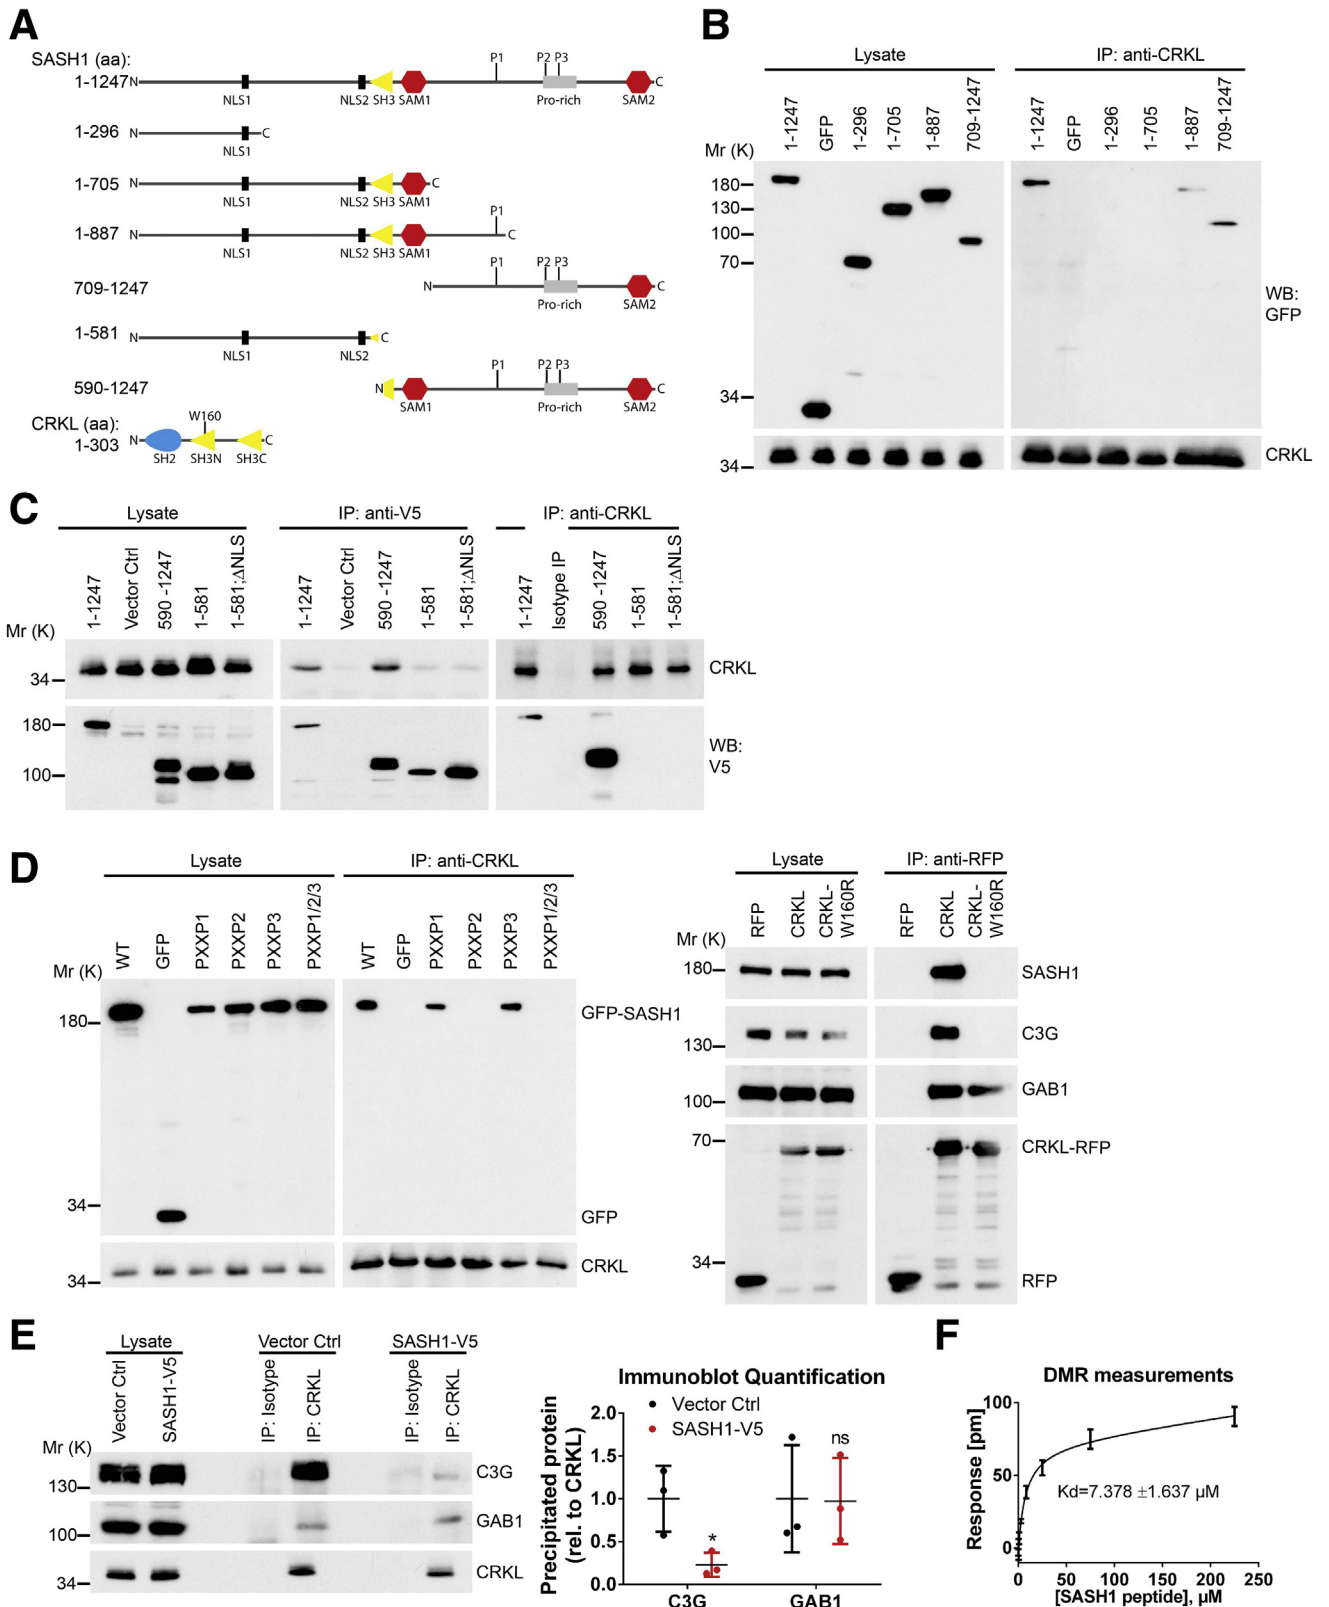 A
SASH1 (aa):
1-1247 N C
NLS1 NLS2 SH3 SAM1 P1 P2 P3 Pro-rich SAM2
1-296 N C
NLS1
1-705 N C
NLS1 NLS2 SH3 SAM1
1-887 N P1 C
NLS1 NLS2 SH3 SAM1
709-1247 N P1 P2 P3 C
Pro-rich SAM2
1-581 N C
NLS1 NLS2
590-1247 N P1 P2 P3 C
SAM1 Pro-rich SAM2
CRKL (aa):
1-303 N W160 C
SH2 SH3N SH3C
B
Lysate IP: anti-CRKL
1-1247 GFP 1-296 1-705 1-887 709-1247 1-1247 GFP 1-296 1-705 1-887 709-1247
Mr (K)
180
130
100
70
34
34
WB:
GFP
CRKL
C
Lysate IP: anti-V5 IP: anti-CRKL
1-1247 Vector Ctrl 590 -1247 1-581 1-581;ΔNLS 1-1247 Vector Ctrl 590 -1247 1-581 1-581;ΔNLS 1-1247 Isotype IP 590 -1247 1-581 1-581;ΔNLS
Mr (K)
34
180
100
CRKL
WB:
V5
D
Lysate IP: anti-CRKL
WT GFP PXXP1 PXXP2 PXXP3 PXXP1/2/3 WT GFP PXXP1 PXXP2 PXXP3 PXXP1/2/3
Mr (K)
180
34
34
GFP-SASH1
GFP
CRKL
Lysate IP: anti-RFP
RFP CRKL CRKL-W160R RFP CRKL CRKL-W160R
Mr (K)
180
130
100
70
34
SASH1
C3G
GAB1
CRKL-RFP
RFP
E
Lysate Vector Ctrl SASH1-V5
Vector Ctrl SASH1-V5 IP: Isotype IP: CRKL IP: Isotype IP: CRKL
Mr (K)
130
100
34
C3G
GAB1
CRKL
Immunoblot Quantification
Vector Ctrl
SASH1-V5
Precipitated protein
(rel. to CRKL)
2.0
1.5
1.0
0.5
0.0
*
ns
C3G GAB1
F
DMR measurements
Response [pm]
100
50
0
Kd=7.378 ±1.637 µM
0 50 100 150 200 250
[SASH1 peptide], µM